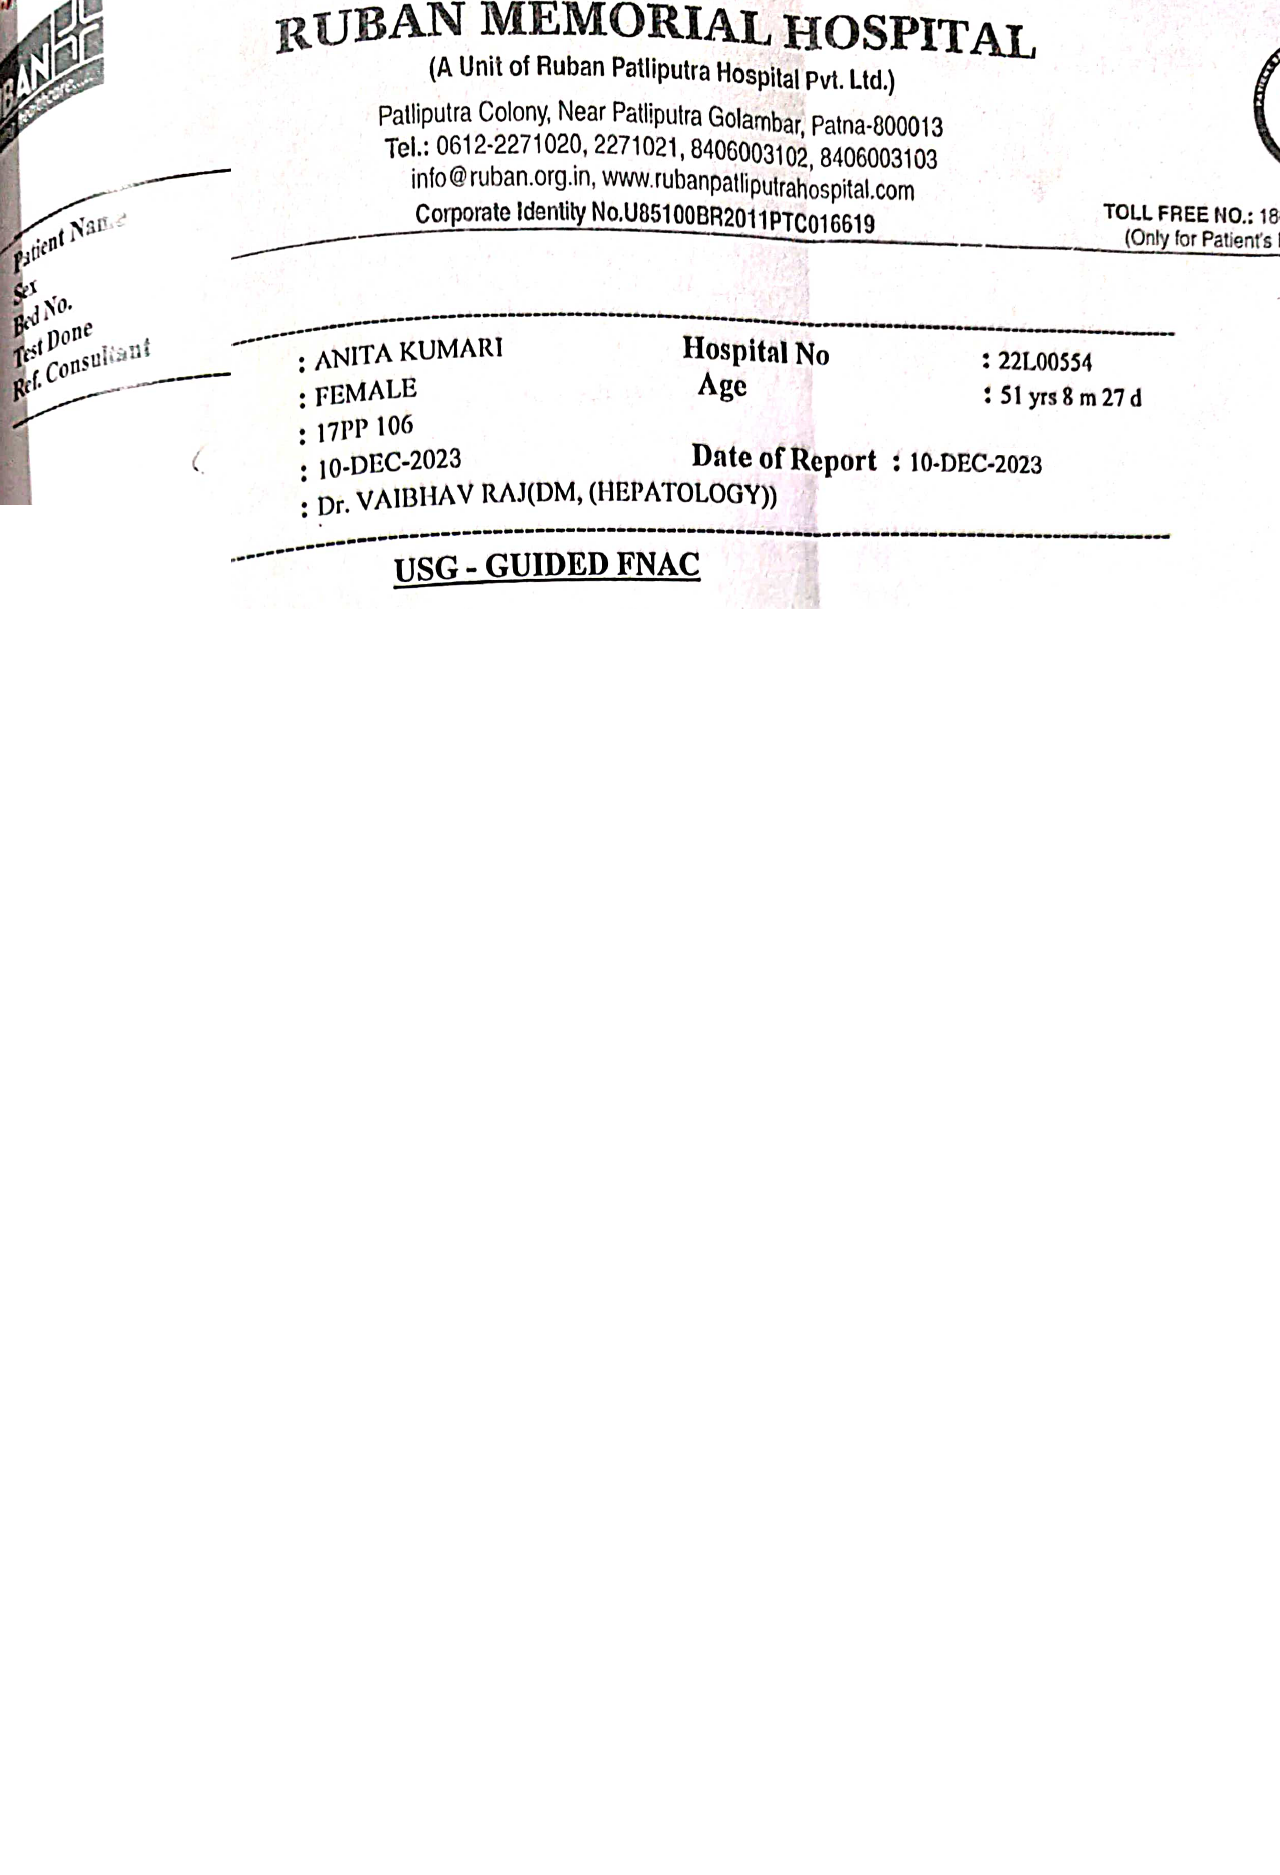 RUBAN MEMORIAL HOSPITAL
(A Unit of Ruban Patliputra Hospital Pvt. Ltd.)
Patliputra Colony, Near Patliputra Golambar, Patna-800013
Tel.: 0612-2271020, 2271021, 8406003102, 8406003103
info@ruban.org.in, www.rubanpatliputrahospital.com
Corporate Identity No.U85100BR2011PTC016619
TOLL FREE NO.: 18
(Only for Patient's
Patient Name : ANITA KUMARI Hospital No : 22L00554
Sex : FEMALE Age : 51 yrs 8 m 27 d
Bed No. : 17PP 106
Test Done : 10-DEC-2023 Date of Report : 10-DEC-2023
Ref. Consultant : Dr. VAIBHAV RAJ(DM, (HEPATOLOGY))
USG - GUIDED FNAC